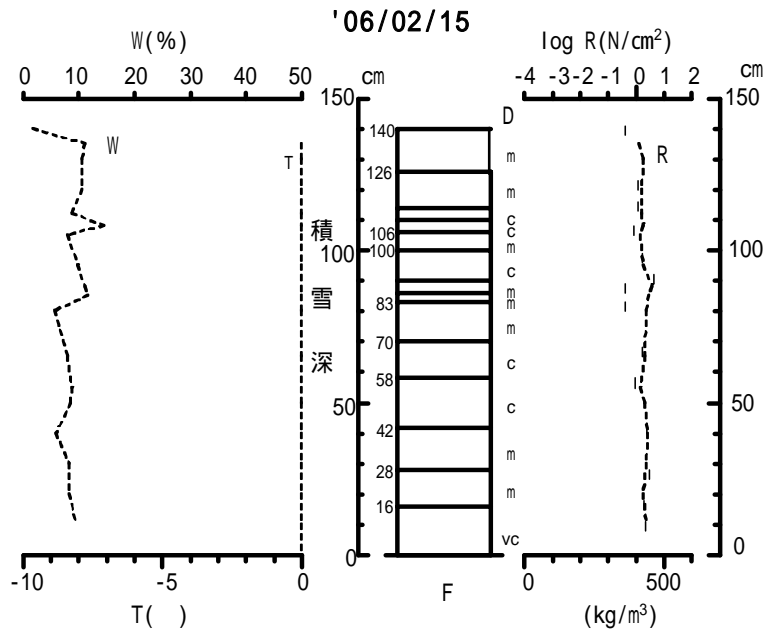 '06/02/15
W(%)
0 10 20 30 40 50
cm
log R(N/cm²)
-4 -3 -2 -1 0 1 2
cm
150
150
D
W
T
R
140
m
126
m
c
106
c
100
m
100
100
c
m
83
m
m
70
c
58
c
50
50
42
m
28
m
16
vc
0
0
積雪深
-10 -5 0
T( )
F
0 500
(kg/m³)